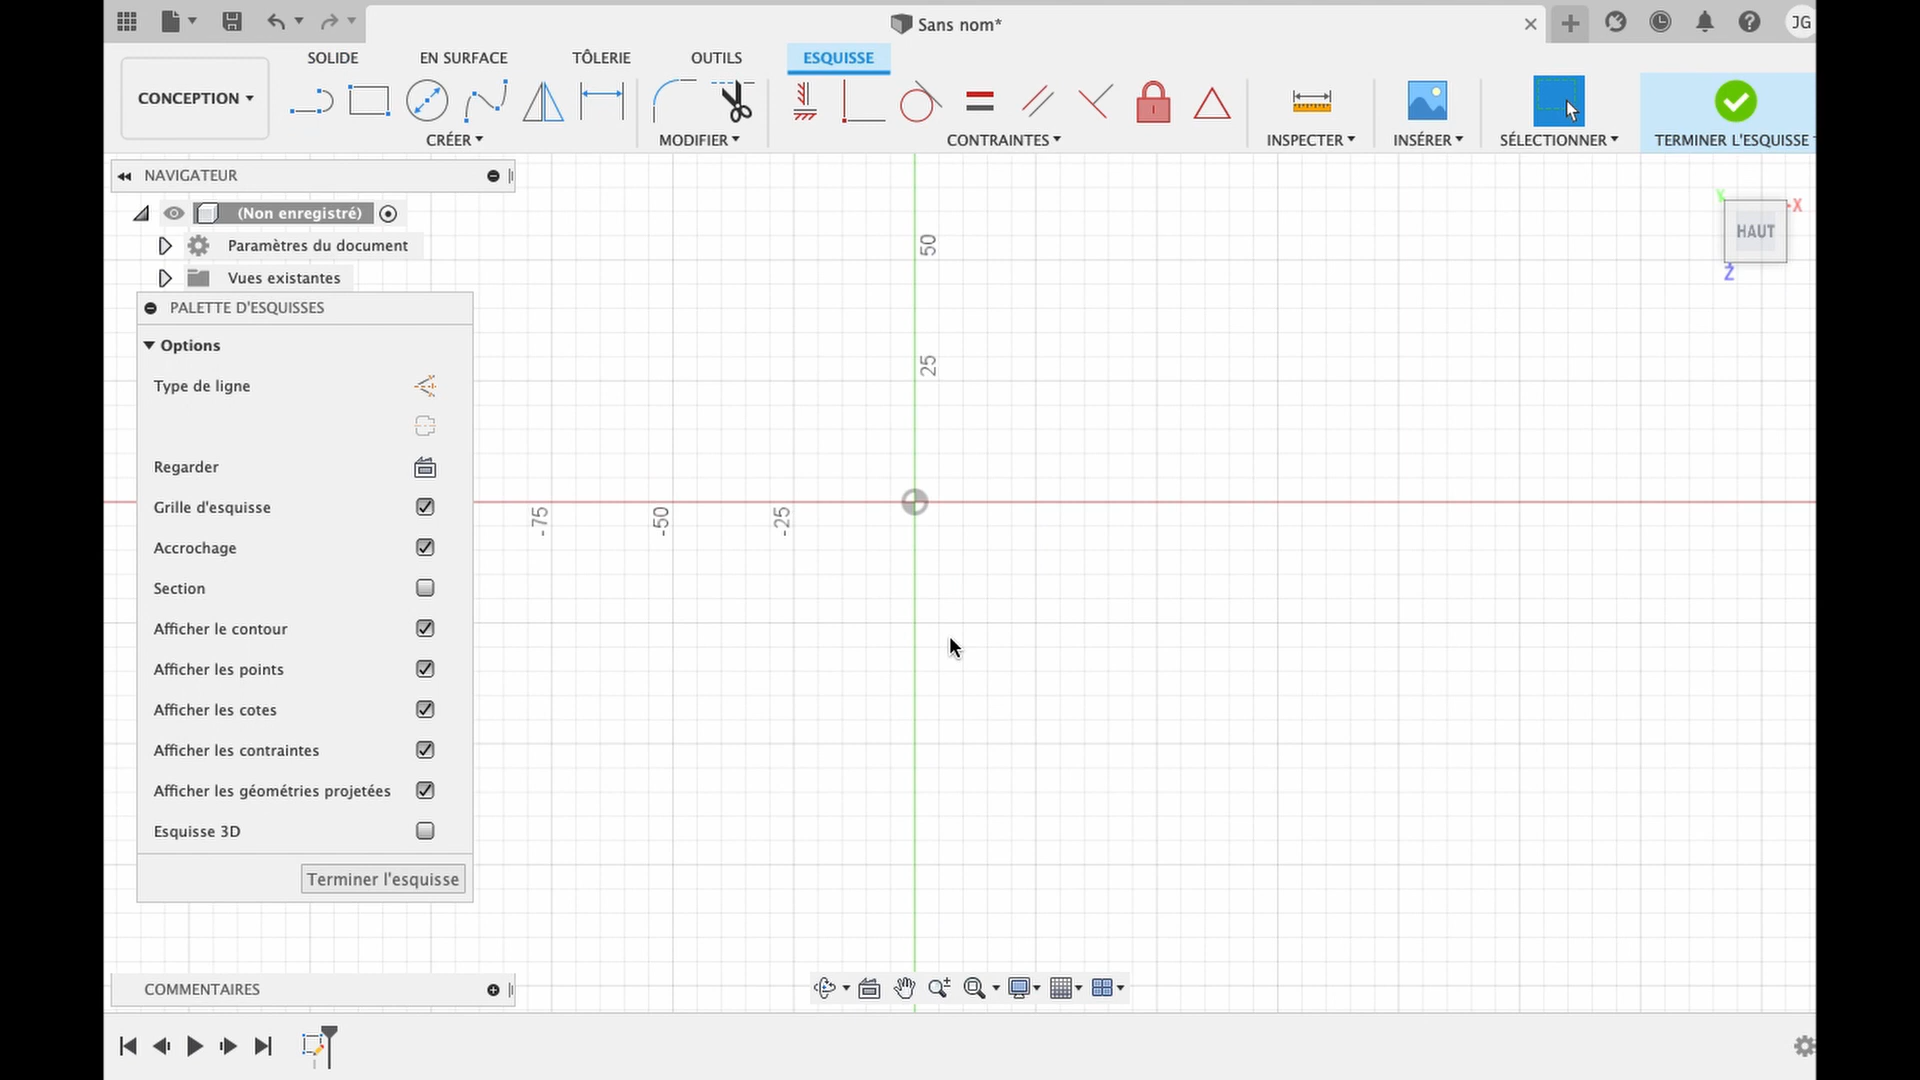 Sans nom*
JG
SOLIDE
EN SURFACE
TÔLERIE
OUTILS
ESQUISSE
CONCEPTION
CRÉER
MODIFIER
CONTRAINTES
INSPECTER
INSÉRER
SÉLECTIONNER
TERMINER L'ESQUISSE
NAVIGATEUR
(Non enregistré)
Paramètres du document
Vues existantes
PALETTE D'ESQUISSES
Options
Type de ligne
Regarder
Grille d'esquisse
Accrochage
Section
Afficher le contour
Afficher les points
Afficher les cotes
Afficher les contraintes
Afficher les géométries projetées
Esquisse 3D
Terminer l'esquisse
50
25
-75
-50
-25
Y
X
HAUT
Z
COMMENTAIRES